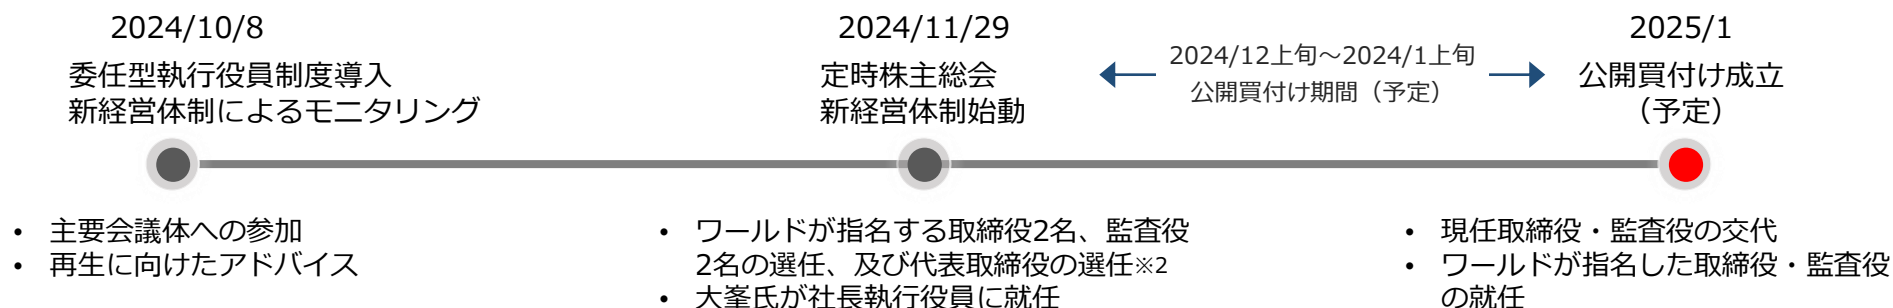 2024/10/8
委任型執行役員制度導入
新経営体制によるモニタリング
• 主要会議体への参加
• 再生に向けたアドバイス
2024/11/29
定時株主総会
新経営体制始動
• ワールドが指名する取締役2名、監査役
2名の選任、及び代表取締役の選任※2
• 大峯氏が社長執行役員に就任
2024/12上旬～2024/1上旬
公開買付け期間（予定）
2025/1
公開買付け成立
（予定）
• 現任取締役・監査役の交代
• ワールドが指名した取締役・監査役
の就任